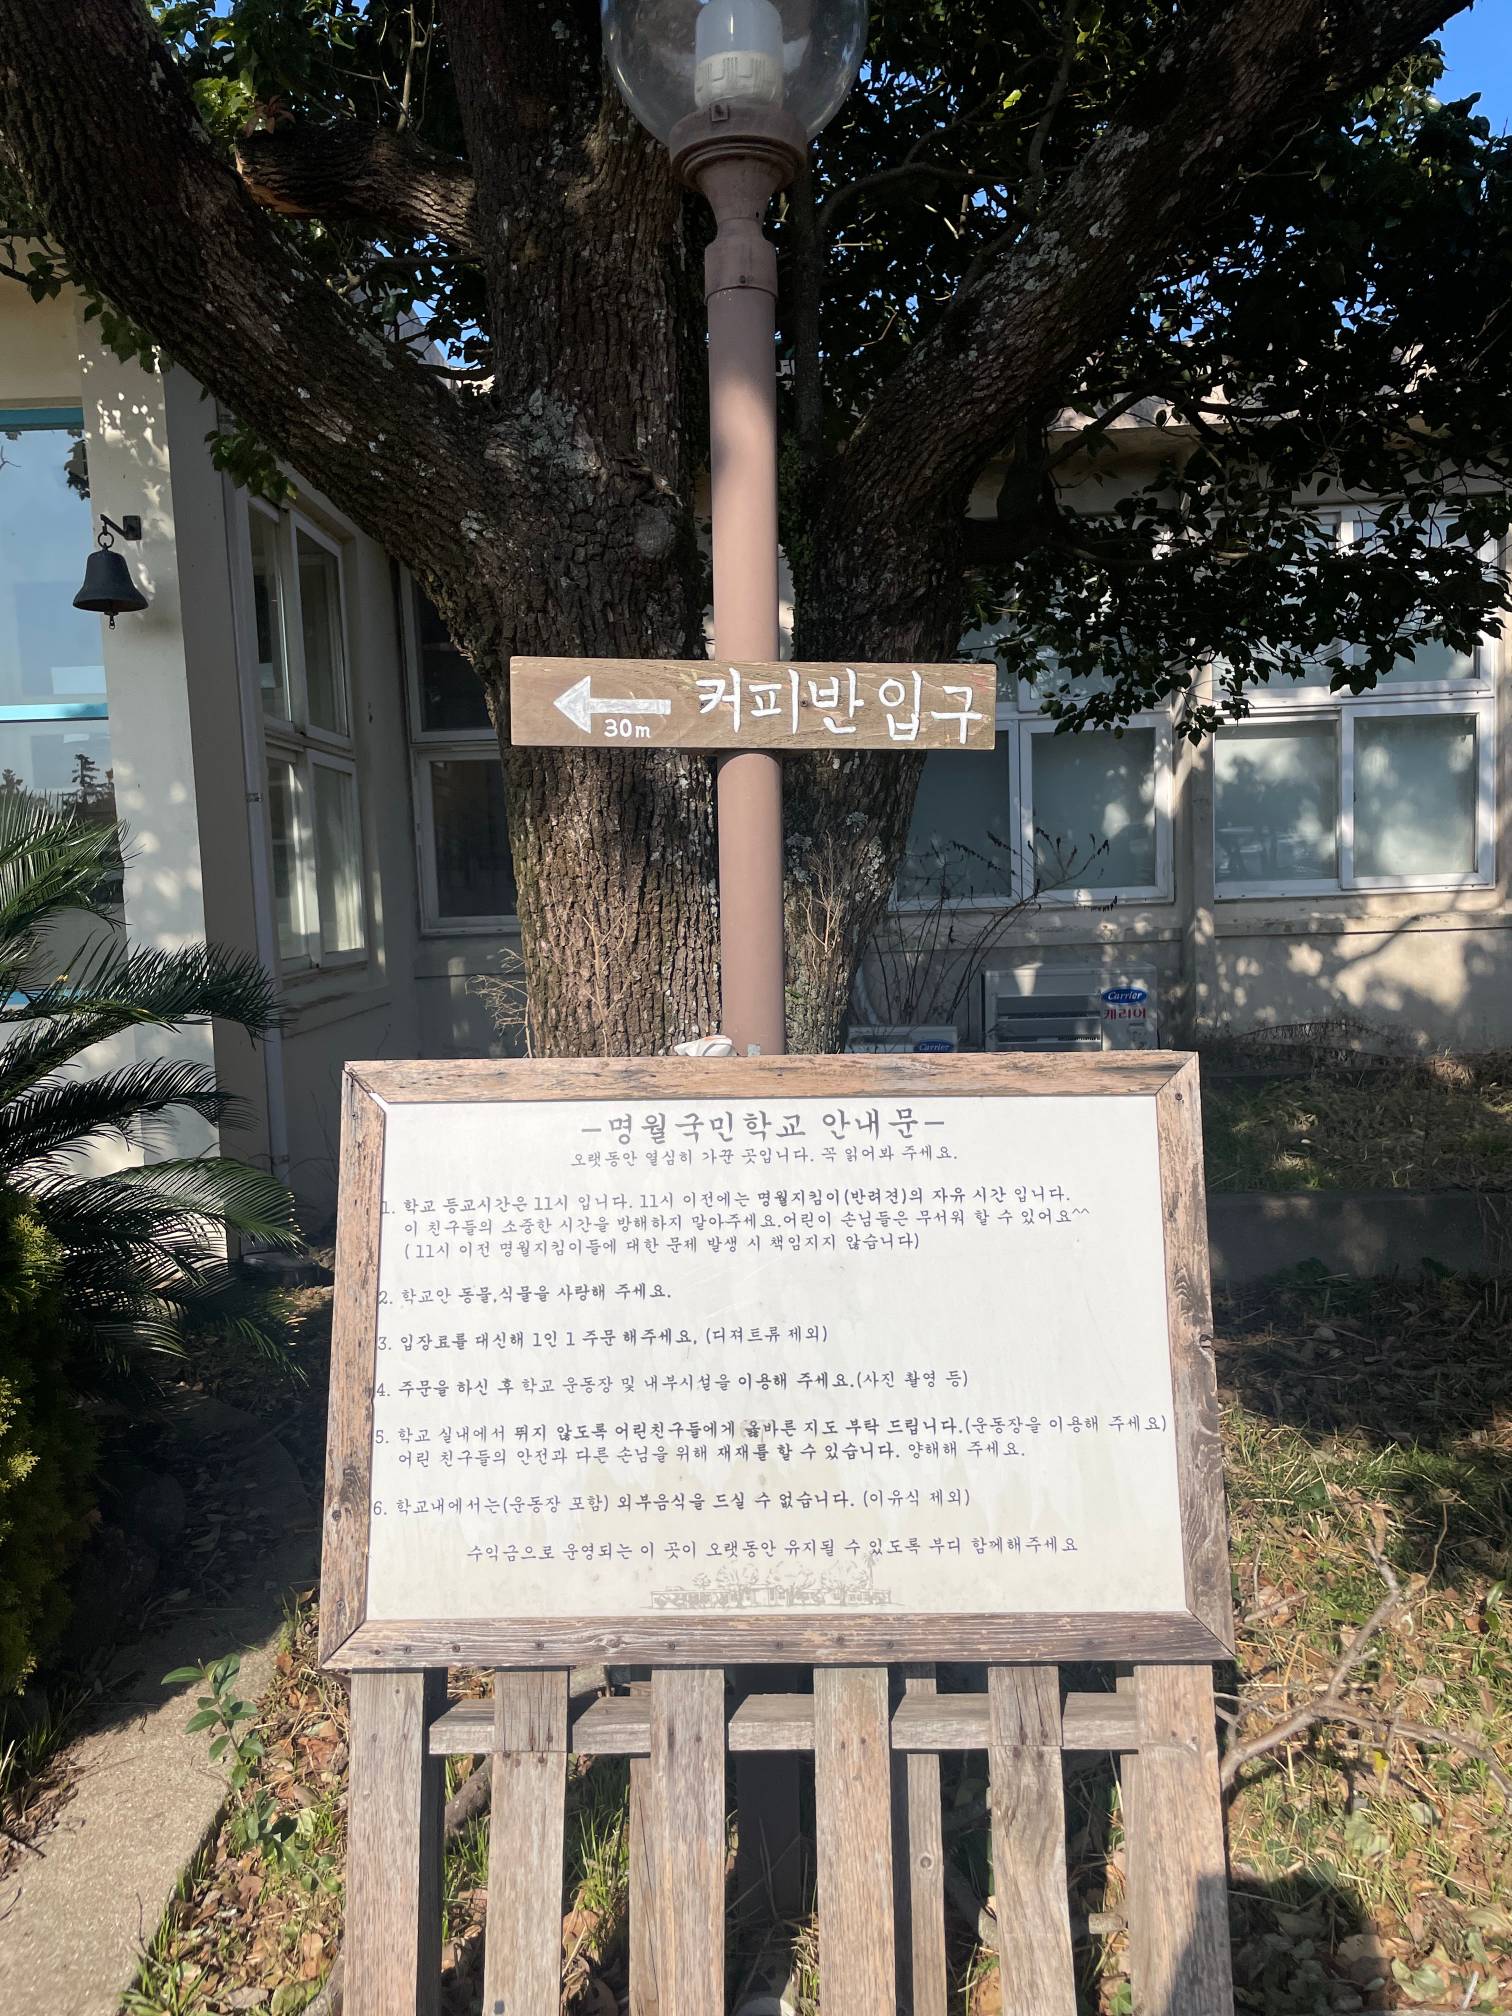 커피반 입구
30m
Carrier
캐리어
Carrier
-명월국민학교 안내문-
오랫동안 열심히 가꾼 곳입니다. 꼭 읽어봐 주세요.
1. 학교 등교시간은 11시 입니다. 11시 이전에는 명월지킴이(반려견)의 자유 시간 입니다.
이 친구들의 소중한 시간을 방해하지 말아주세요.어린이 손님들은 무서워 할 수 있어요^^
( 11시 이전 명월지킴이들에 대한 문제 발생 시 책임지지 않습니다)
2. 학교안 동물,식물을 사랑해 주세요.
3. 입장료를 대신해 1인 1 주문 해주세요, (디져트류 제외)
4. 주문을 하신 후 학교 운동장 및 내부시설을 이용해 주세요.(사진 촬영 등)
5. 학교 실내에서 뛰지 않도록 어린친구들에게 옳바른 지도 부탁 드립니다.(운동장을 이용해 주세요)
어린 친구들의 안전과 다른 손님을 위해 재재를 할 수 있습니다. 양해해 주세요.
6. 학교내에서는(운동장 포함) 외부음식을 드실 수 없습니다. (이유식 제외)
수익금으로 운영되는 이 곳이 오랫동안 유지될 수 있도록 부디 함께해주세요